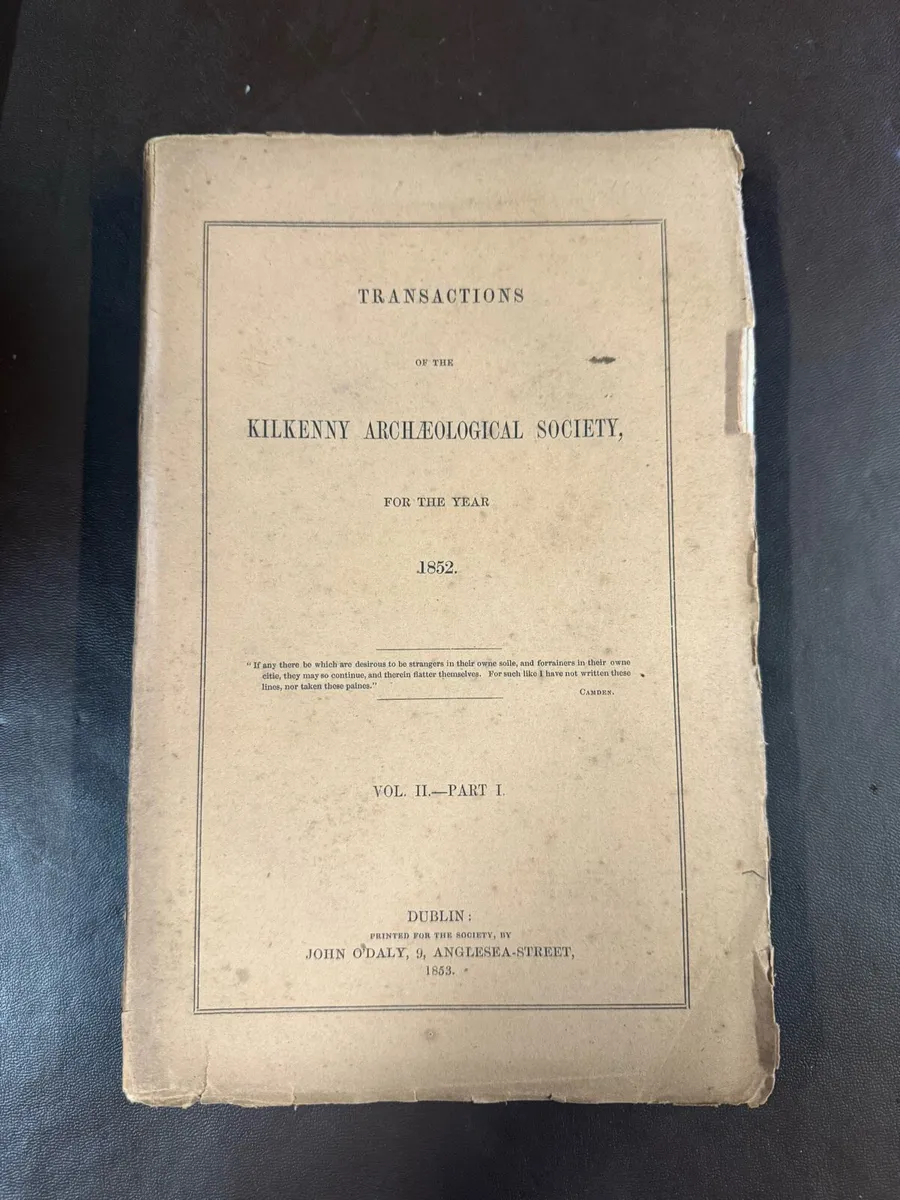 TRANSACTIONS
OF THE
KILKENNY ARCHÆOLOGICAL SOCIETY,
FOR THE YEAR
1852.
“If any there be which are desirous to be strangers in their owne soile, and forrainers in their owne
citie, they may so continue, and therein flatter themselves. For such like I have not written these
lines, nor taken these paines.”
CAMDEN.
VOL. II.—PART I.
DUBLIN:
PRINTED FOR THE SOCIETY, BY
JOHN O'DALY, 9, ANGLESEA-STREET,
1853.